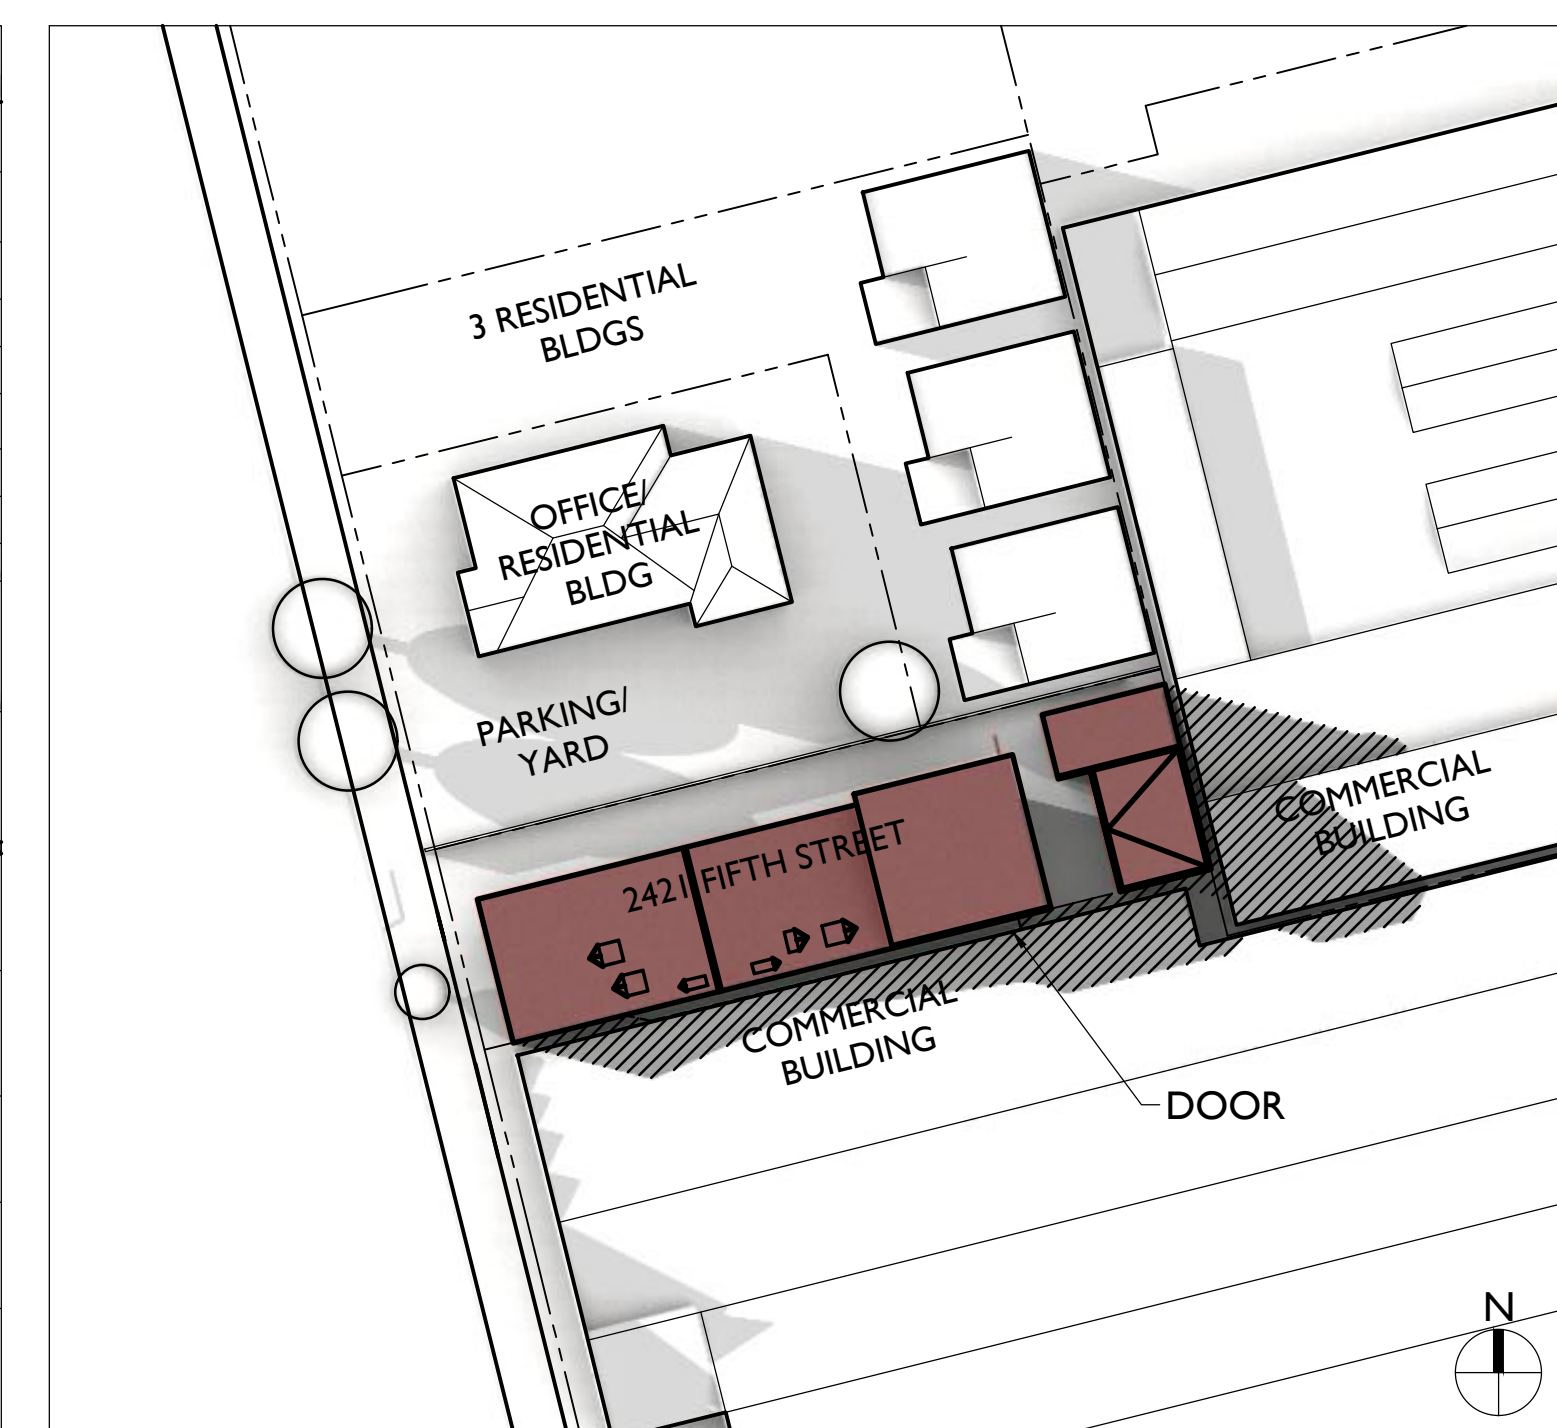 3 RESIDENTIAL
BLDGS
OFFICE/
RESIDENTIAL
BLDG
PARKING/
YARD
COMMERCIAL
BUILDING
2421 FIFTH STREET
COMMERCIAL
BUILDING
DOOR
N